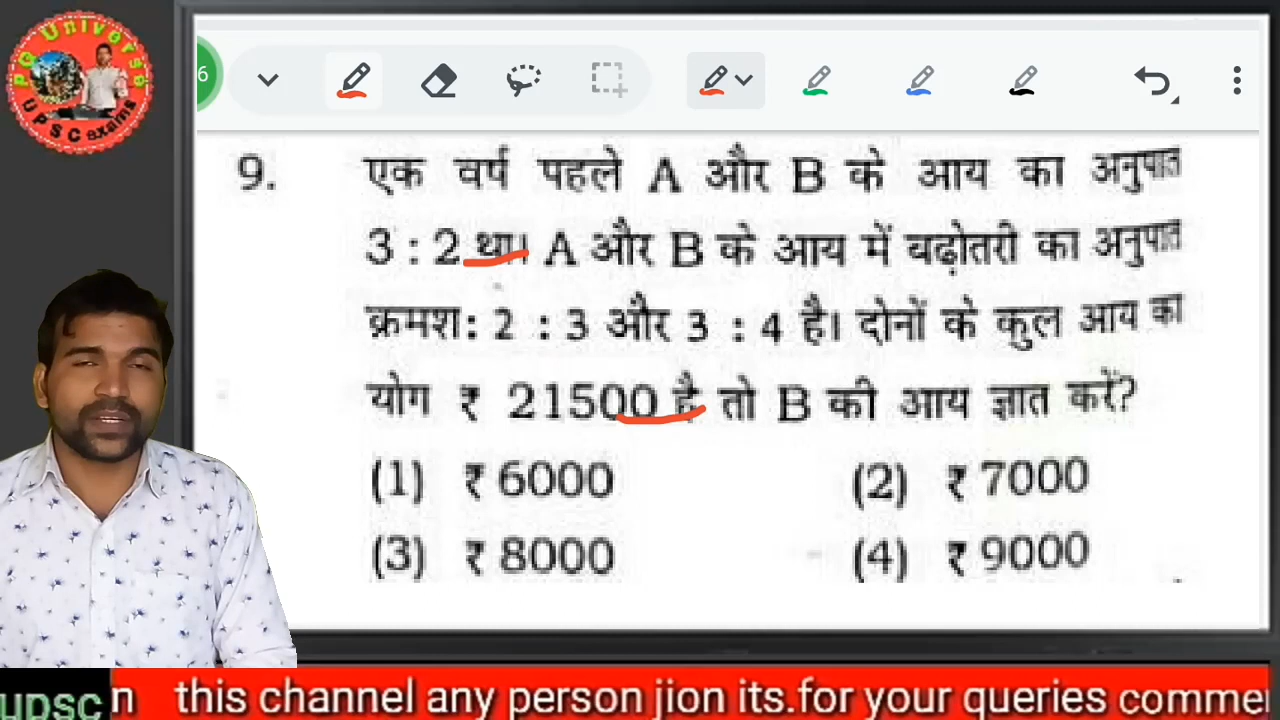 PG Universe
UPSC exams
6
9. एक वर्ष पहले A और B के आय का अनुपात
3 : 2 था। A और B के आय में बढ़ोतरी का अनुपात
क्रमश: 2 : 3 और 3 : 4 है। दोनों के कुल आय का
योग ₹ 21500 है तो B की आय ज्ञात करें?
(1) ₹ 6000 (2) ₹ 7000
(3) ₹ 8000 (4) ₹ 9000
upsc n this channel any person jion its.for your queries comme